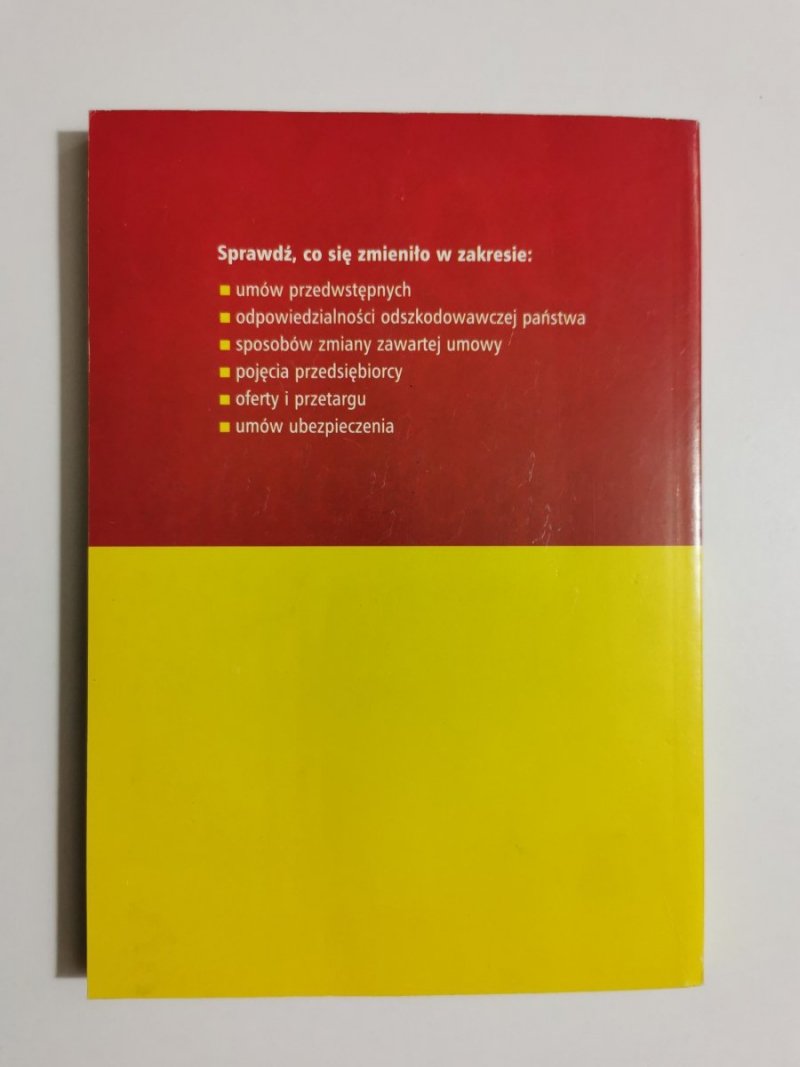 Sprawdź, co się zmieniło w zakresie:
■ umów przedwstępnych
■ odpowiedzialności odszkodowawczej państwa
■ sposobów zmiany zawartej umowy
■ pojęcia przedsiębiorcy
■ oferty i przetargu
■ umów ubezpieczenia